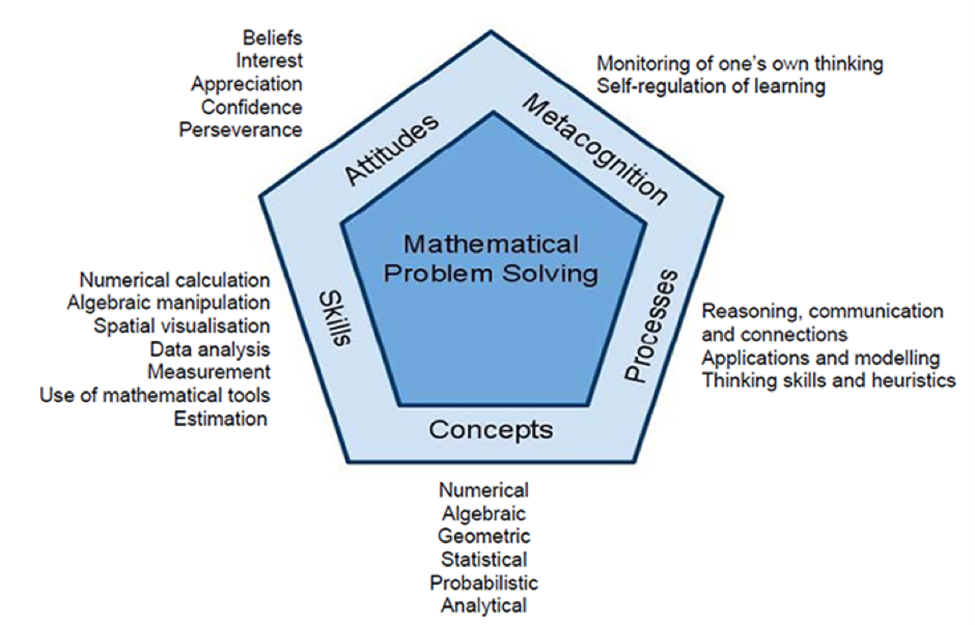 Beliefs
Interest
Appreciation
Confidence
Perseverance
Monitoring of one's own thinking
Self-regulation of learning
Attitudes
Metacognition
Mathematical
Problem Solving
Numerical calculation
Algebraic manipulation
Spatial visualisation
Data analysis
Measurement
Use of mathematical tools
Estimation
Skills
Processes
Reasoning, communication
and connections
Applications and modelling
Thinking skills and heuristics
Concepts
Numerical
Algebraic
Geometric
Statistical
Probabilistic
Analytical